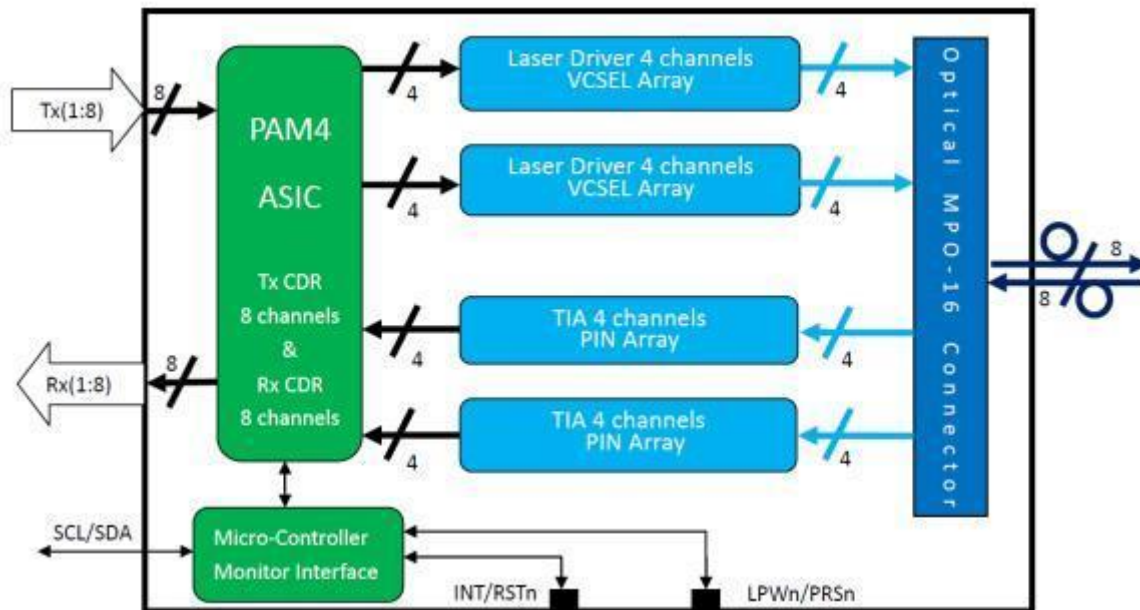 Tx(1:8)
8
PAM4
ASIC
Tx CDR
8 channels
&
Rx CDR
8 channels
4
Laser Driver 4 channels
VCSEL Array
4
4
Laser Driver 4 channels
VCSEL Array
4
4
TIA 4 channels
PIN Array
4
4
TIA 4 channels
PIN Array
4
Optical MPO-16 Connector
8
8
Rx(1:8)
8
SCL/SDA
Micro-Controller
Monitor Interface
INT/RSTn
LPWn/PRSn